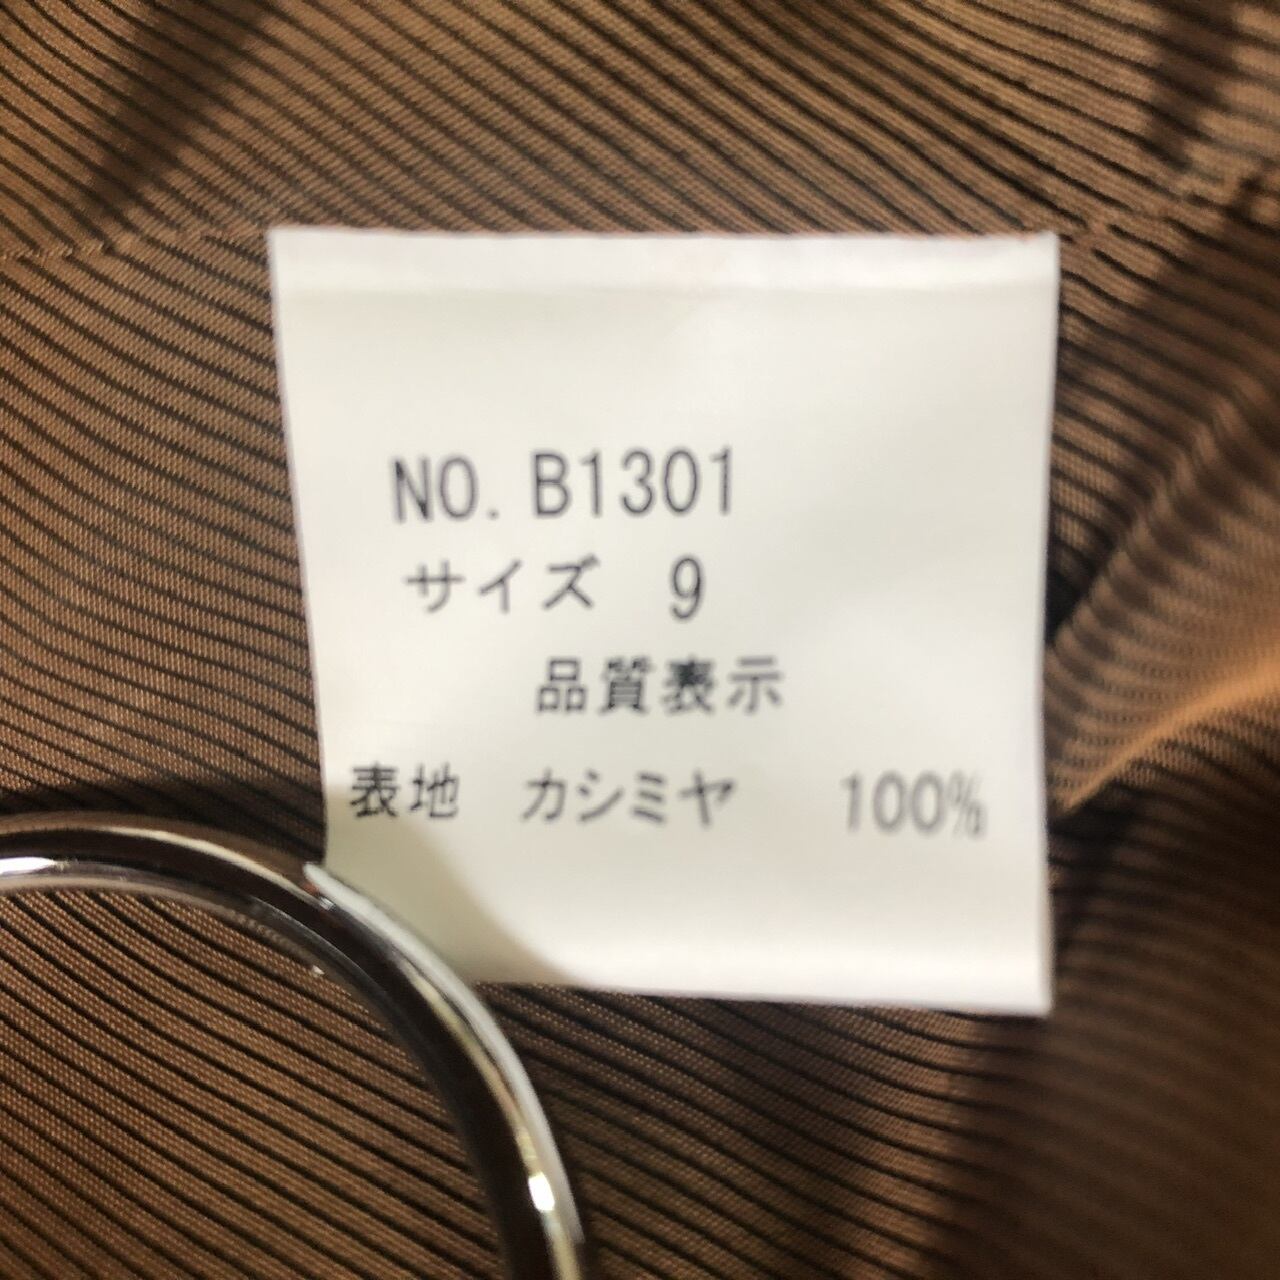 NO. B1301
サイズ 9
品質表示
表地 カシミヤ 100%